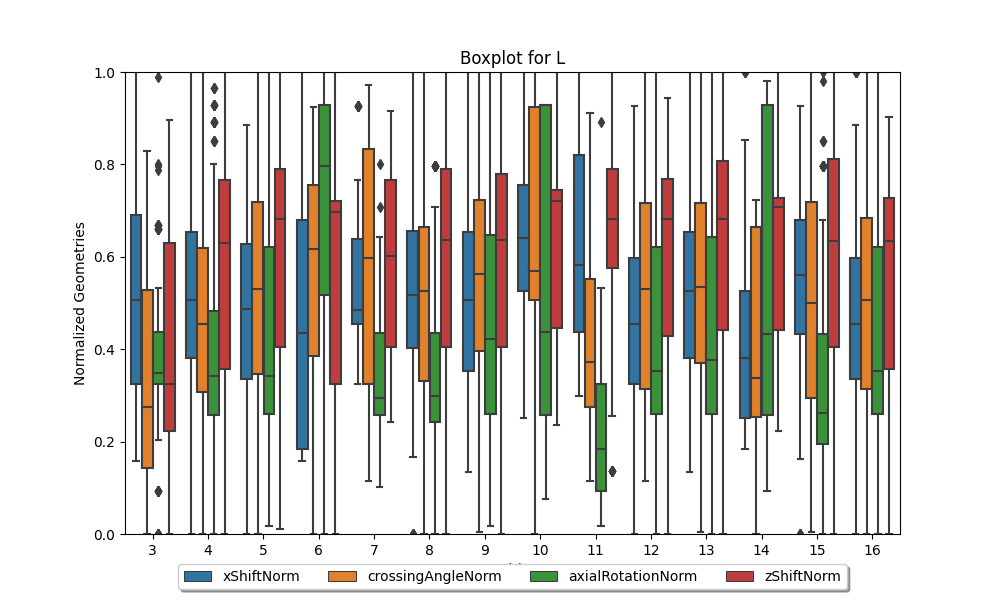 Boxplot for L
Normalized Geometries
1.0
0.8
0.6
0.4
0.2
0.0
3 4 5 6 7 8 9 10 11 12 13 14 15 16
xShiftNorm crossingAngleNorm axialRotationNorm zShiftNorm